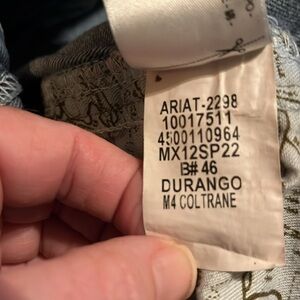 ARIAT-2298
10017511
4500110964
MX12SP22
B# 46
DURANGO
M4 COLTRANE